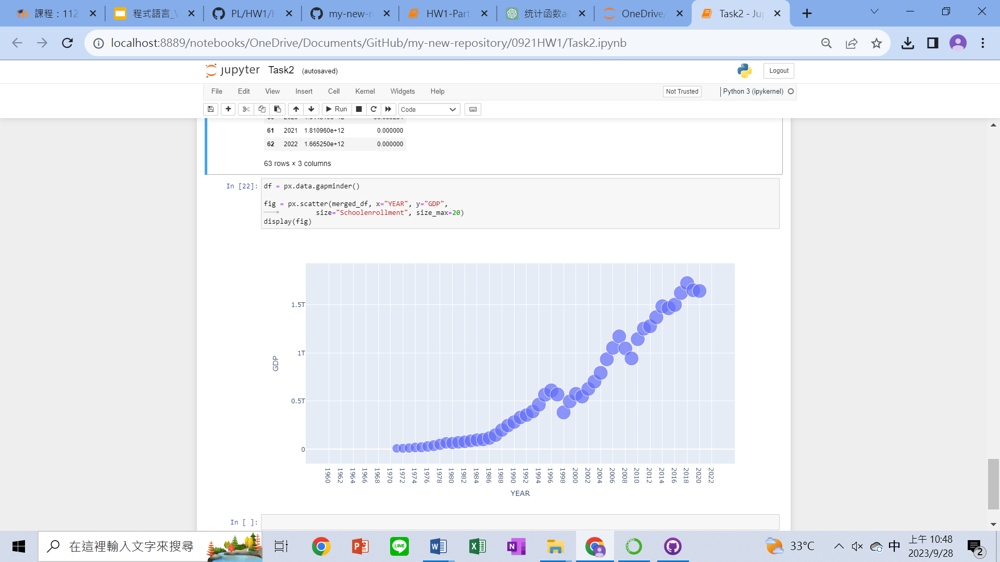 課程：112
程式語言_
PL/HW1/
my-new-r
HW1-Part
统计函数a
OneDrive/
Task2 - Ju
localhost:8889/notebooks/OneDrive/Documents/GitHub/my-new-repository/0921HW1/Task2.ipynb
jupyter Task2 (autosaved)
Logout
File Edit View Insert Cell Kernel Widgets Help
Not Trusted
Python 3 (ipykernel)
Run
Code
61 2021 1.810960e+12 0.000000
62 2022 1.665250e+12 0.000000
63 rows × 3 columns
In [22]:
df = px.data.gapminder()
fig = px.scatter(merged_df, x="YEAR", y="GDP",
size="Schoolenrollment", size_max=20)
display(fig)
1.5T
1T
0.5T
0
GDP
1960 1962 1964 1966 1968 1970 1972 1974 1976 1978 1980 1982 1984 1986 1988 1990 1992 1994 1996 1998 2000 2002 2004 2006 2008 2010 2012 2014 2016 2018 2020 2022
YEAR
In [ ]:
在這裡輸入文字來搜尋
LINE
33°C
中
上午 10:48
2023/9/28
2